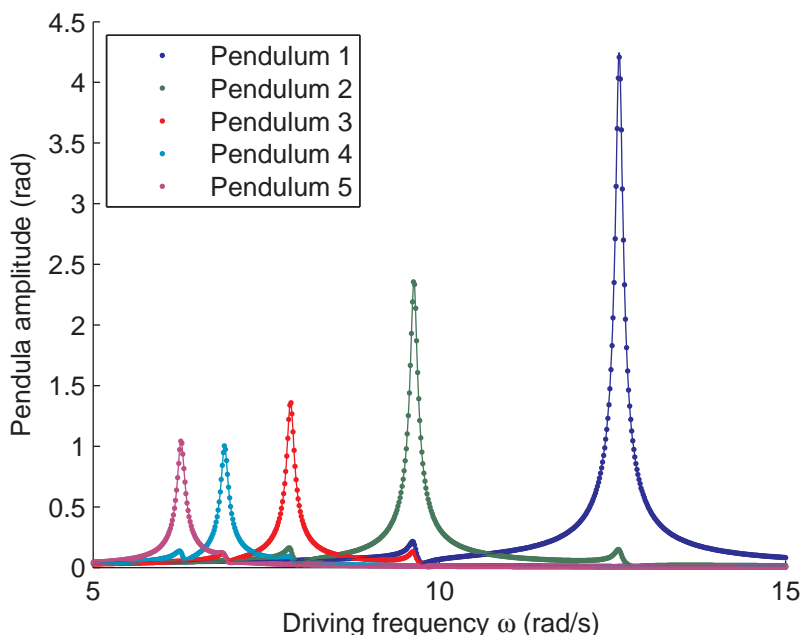 4.5
4
3.5
3
2.5
2
1.5
1
0.5
0
Pendula amplitude (rad)
Pendulum 1
Pendulum 2
Pendulum 3
Pendulum 4
Pendulum 5
5
10
15
Driving frequency ω (rad/s)